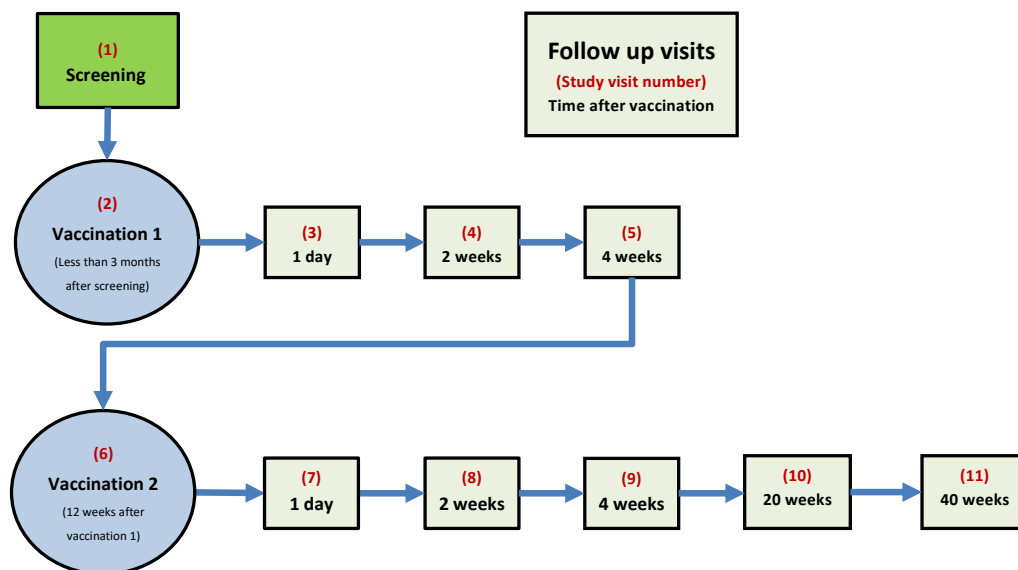 (1)
Screening
Follow up visits
(Study visit number)
Time after vaccination
(2)
Vaccination 1
(Less than 3 months
after screening)
(3)
1 day
(4)
2 weeks
(5)
4 weeks
(6)
Vaccination 2
(12 weeks after
vaccination 1)
(7)
1 day
(8)
2 weeks
(9)
4 weeks
(10)
20 weeks
(11)
40 weeks